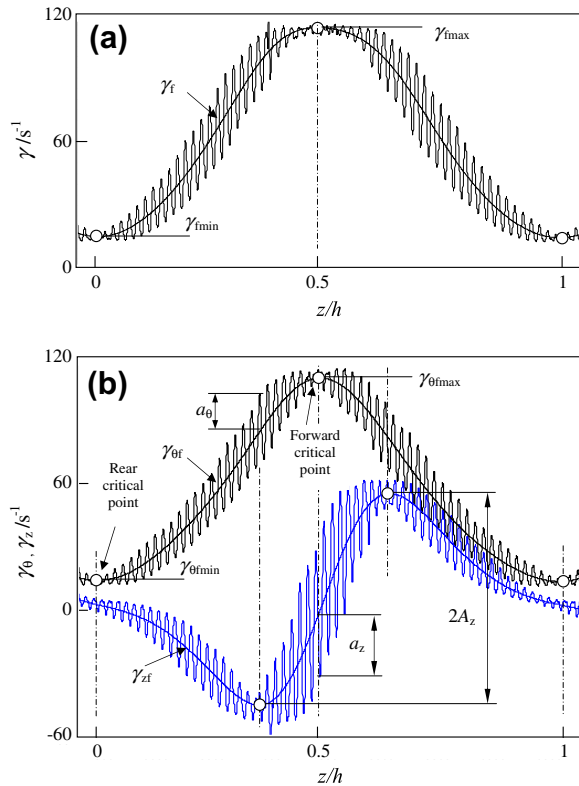 (a)
120
60
0
γ /s⁻¹
γf
γfmax
γfmin
0
0.5
1
z/h
(b)
120
60
0
-60
γθ , γz /s⁻¹
aθ
γθfmax
γθf
Forward
critical
point
Rear
critical
point
γθfmin
γzf
az
2Az
0
0.5
1
z/h